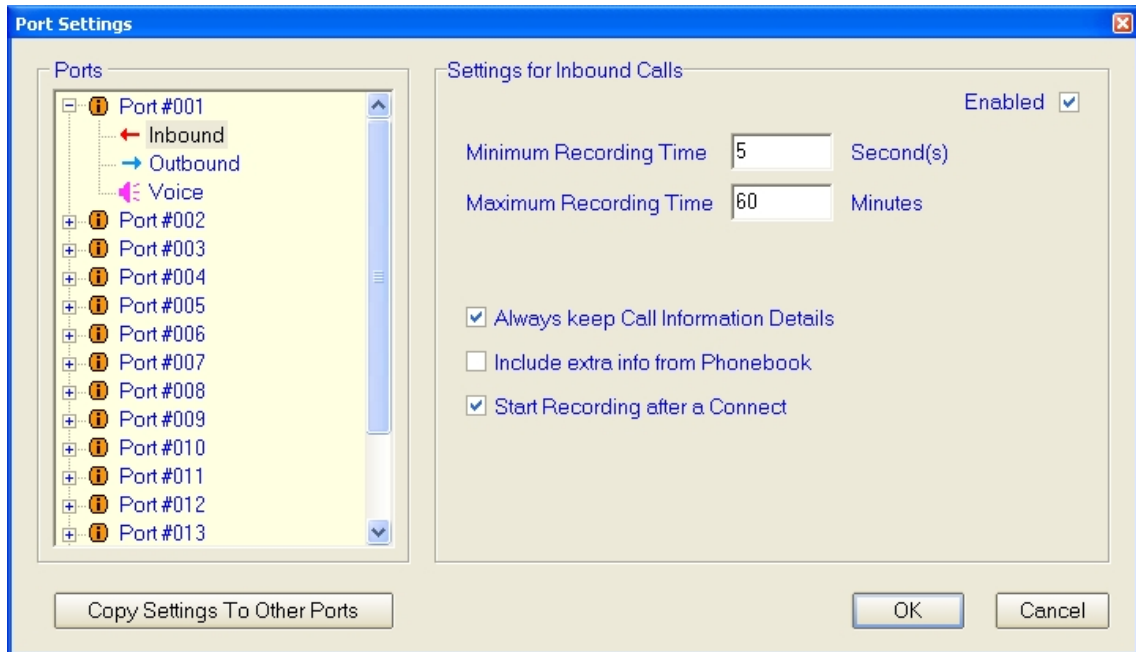 Port Settings
Ports
Port #001
Inbound
Outbound
Voice
Port #002
Port #003
Port #004
Port #005
Port #006
Port #007
Port #008
Port #009
Port #010
Port #011
Port #012
Port #013
Copy Settings To Other Ports
Settings for Inbound Calls
Enabled
Minimum Recording Time 5 Second(s)
Maximum Recording Time 60 Minutes
Always keep Call Information Details
Include extra info from Phonebook
Start Recording after a Connect
OK
Cancel